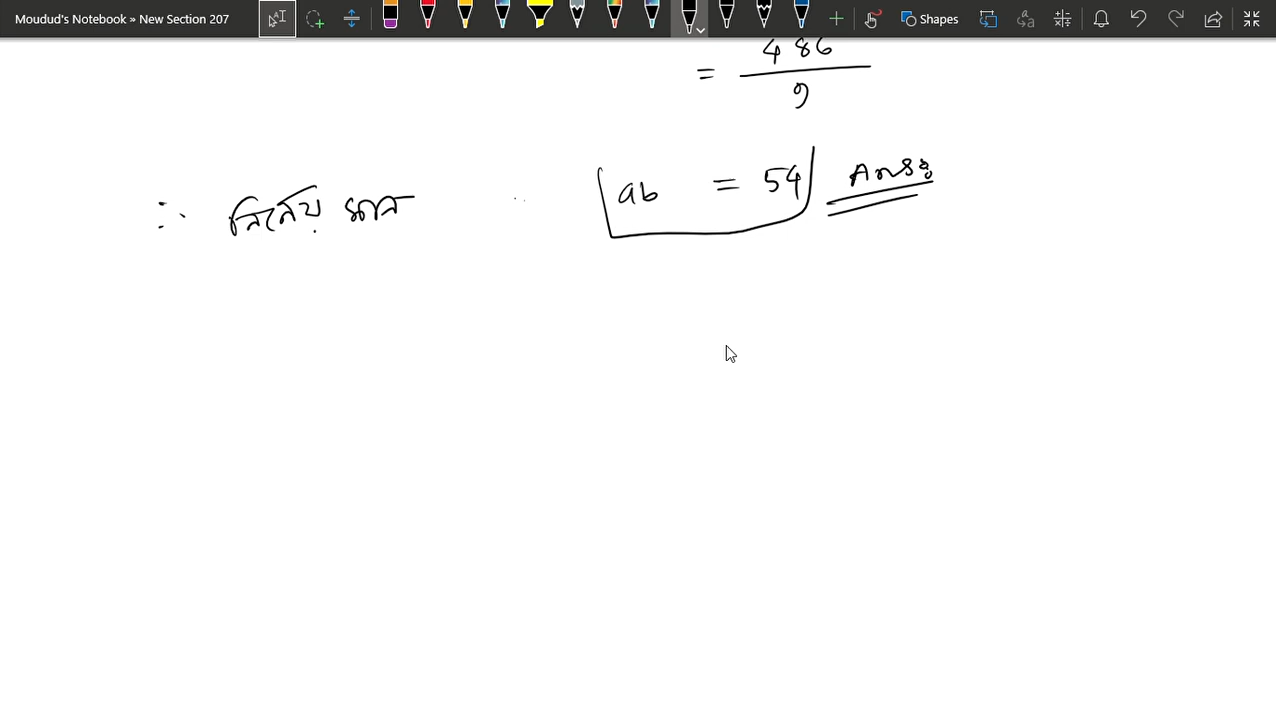 Moudud's Notebook » New Section 207
Shapes
= 486
9
∴ নির্নেয় মান ab = 54 Ans: